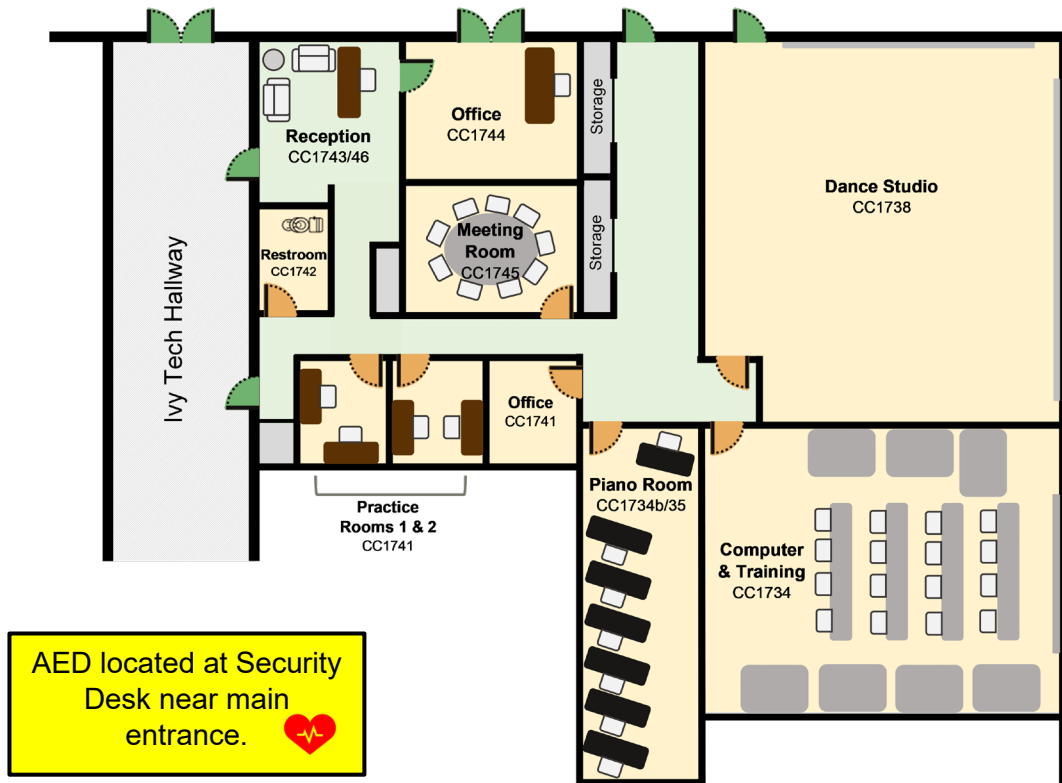 Reception
CC1743/46
Office
CC1744
Storage
Dance Studio
CC1738
Meeting
Room
CC1745
Storage
Restroom
CC1742
Ivy Tech Hallway
Office
CC1741
Practice
Rooms 1 & 2
CC1741
Piano Room
CC1734b/35
Computer
& Training
CC1734
AED located at Security
Desk near main
entrance.